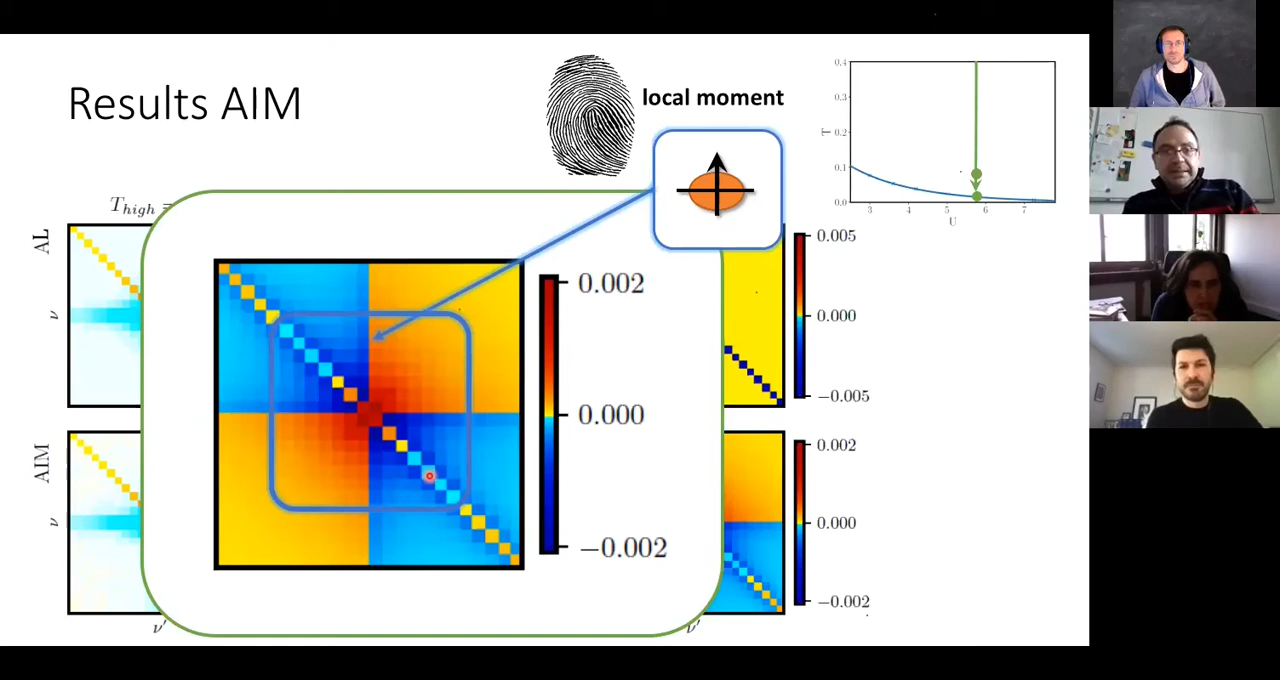 Results AIM
local moment
0.4
0.3
0.2
0.1
0.0
T
3
4
5
6
7
U
T_high =
AL
ν
AIM
ν
ν'
ν'
0.002
0.000
−0.002
0.005
0.000
−0.005
0.002
0.000
−0.002